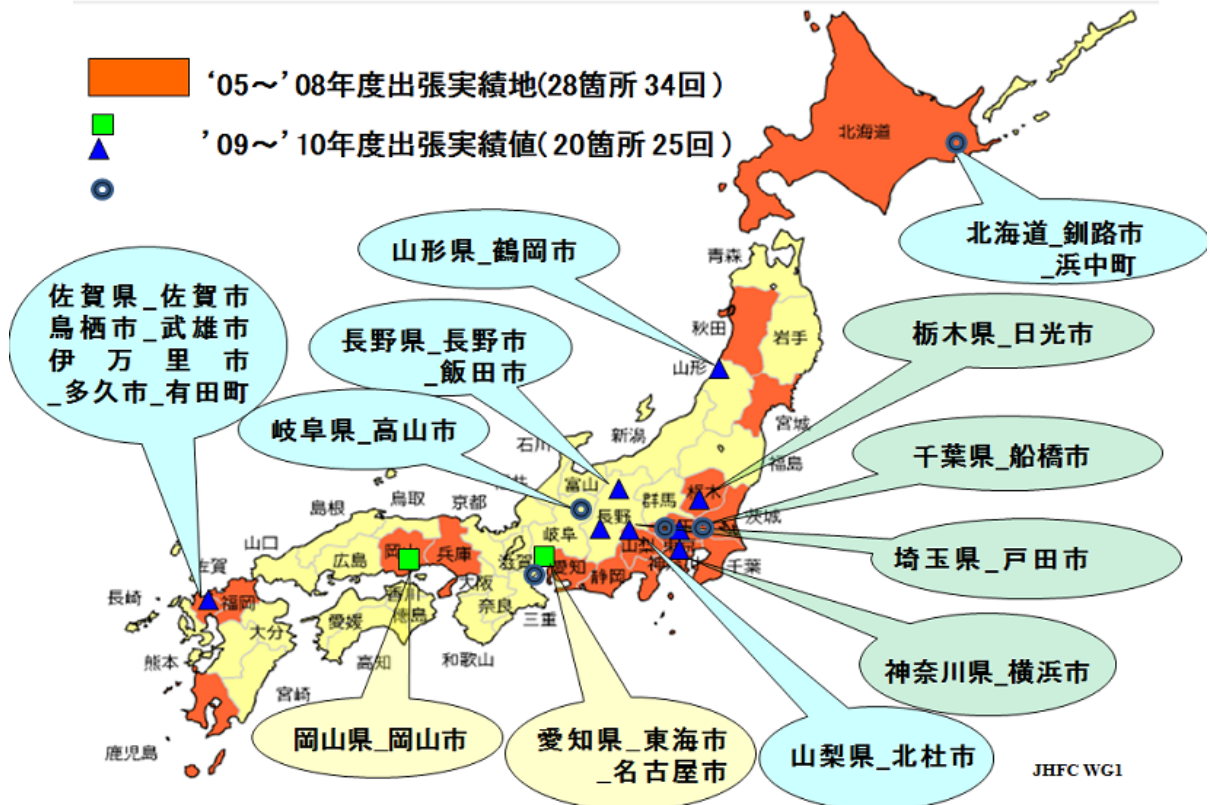 '05～'08年度出張実績地(28箇所 34回)
'09～'10年度出張実績値(20箇所 25回)
北海道
北海道_釧路市
_浜中町
山形県_鶴岡市
青森
佐賀県_佐賀市
鳥栖市_武雄市
伊万里市
_多久市_有田町
長野県_長野市
_飯田市
秋田
岩手
栃木県_日光市
山形
岐阜県_高山市
宮城
新潟
石川
福島
千葉県_船橋市
富山
群馬
栃木
鳥取
京都
島根
長野
茨城
岐阜
山口
広島
岡山
兵庫
滋賀
愛知
静岡
山梨
東京
埼玉県_戸田市
千葉
佐賀
長崎
福岡
大分
愛媛
香川
徳島
大阪
奈良
三重
熊本
高知
和歌山
神奈川県_横浜市
宮崎
岡山県_岡山市
愛知県_東海市
_名古屋市
山梨県_北杜市
鹿児島
JHFC WG1